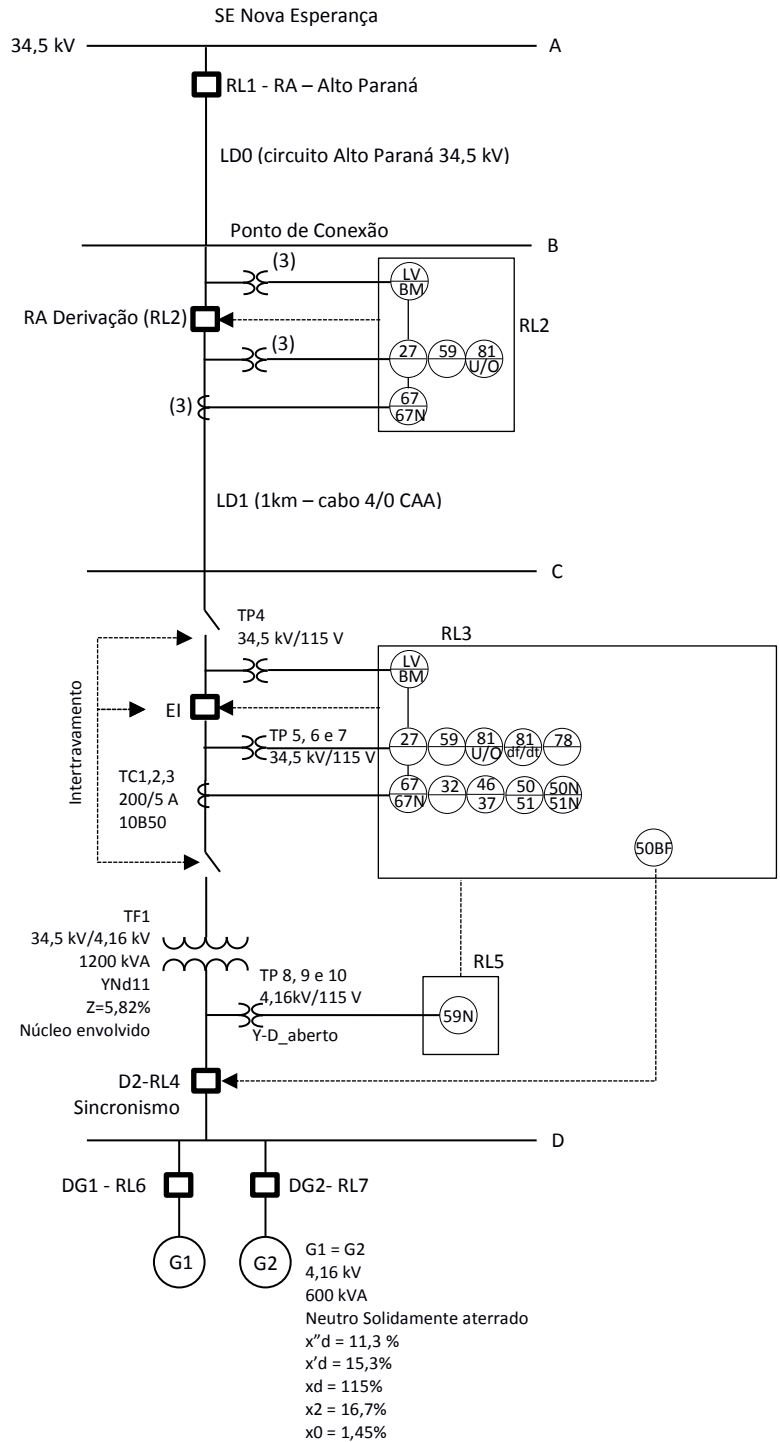 SE Nova Esperança
34,5 kV
A
RL1 - RA – Alto Paraná
LD0 (circuito Alto Paraná 34,5 kV)
Ponto de Conexão
B
(3)
LV
BM
RA Derivação (RL2)
RL2
(3)
27
59
81
U/O
(3)
67
67N
LD1 (1km – cabo 4/0 CAA)
C
TP4
34,5 kV/115 V
RL3
LV
BM
Intertravamento
EI
TP 5, 6 e 7
34,5 kV/115 V
27
59
81
U/O
81
df/dt
78
TC1,2,3
200/5 A
10B50
67
67N
32
46
37
50
51
50N
51N
50BF
TF1
34,5 kV/4,16 kV
1200 kVA
YNd11
Z=5,82%
Núcleo envolvido
TP 8, 9 e 10
4,16kV/115 V
Y-D_aberto
RL5
59N
D2-RL4
Sincronismo
D
DG1 - RL6
DG2- RL7
G1
G2
G1 = G2
4,16 kV
600 kVA
Neutro Solidamente aterrado
x"d = 11,3 %
x'd = 15,3%
xd = 115%
x2 = 16,7%
x0 = 1,45%